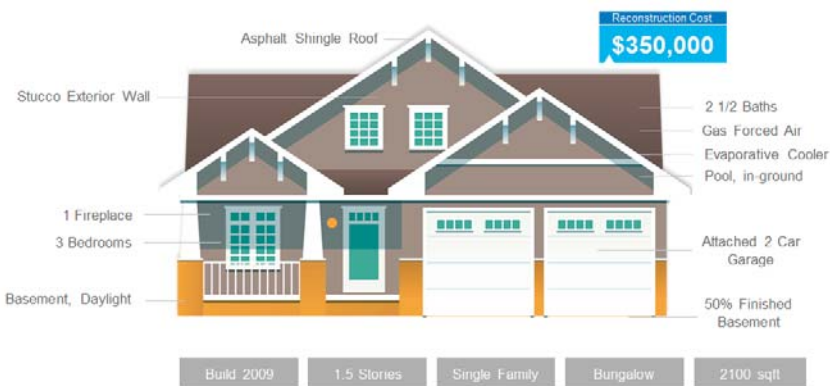 Reconstruction Cost
$350,000
Asphalt Shingle Roof
Stucco Exterior Wall
2 1/2 Baths
Gas Forced Air
Evaporative Cooler
Pool, in-ground
1 Fireplace
3 Bedrooms
Attached 2 Car
Garage
Basement, Daylight
50% Finished
Basement
Build 2009
1.5 Stories
Single Family
Bungalow
2100 sqft